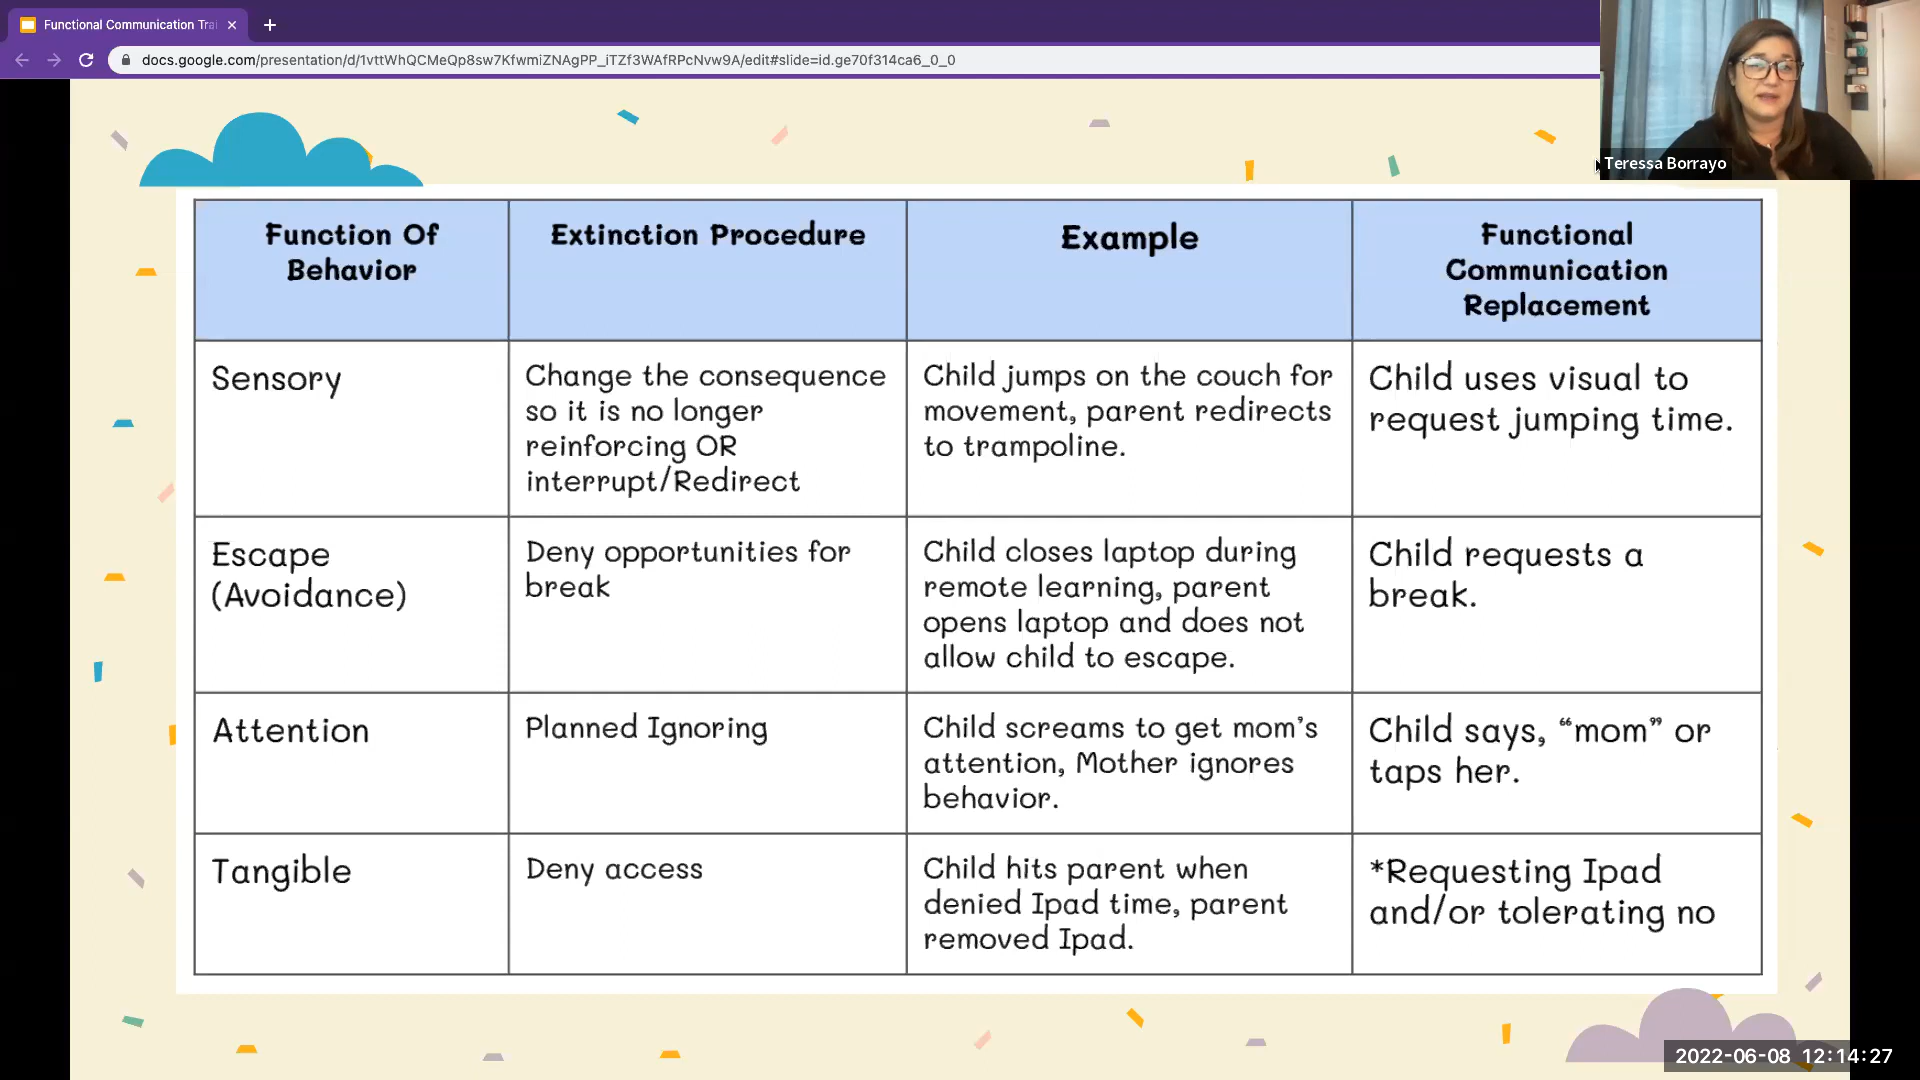 Functional Communication Tra
docs.google.com/presentation/d/1vttWhQCMeQp8sw7KfwmiZNAgPP_iTZf3WAfRPcNvw9A/edit#slide=id.ge70f314ca6_0_0
Teressa Borrayo
Function Of
Behavior
Extinction Procedure
Example
Functional
Communication
Replacement
Sensory
Change the consequence
so it is no longer
reinforcing OR
interrupt/Redirect
Child jumps on the couch for
movement, parent redirects
to trampoline.
Child uses visual to
request jumping time.
Escape
(Avoidance)
Deny opportunities for
break
Child closes laptop during
remote learning, parent
opens laptop and does not
allow child to escape.
Child requests a
break.
Attention
Planned Ignoring
Child screams to get mom's
attention, Mother ignores
behavior.
Child says, “mom” or
taps her.
Tangible
Deny access
Child hits parent when
denied Ipad time, parent
removed Ipad.
*Requesting Ipad
and/or tolerating no
2022-06-08 12:14:27